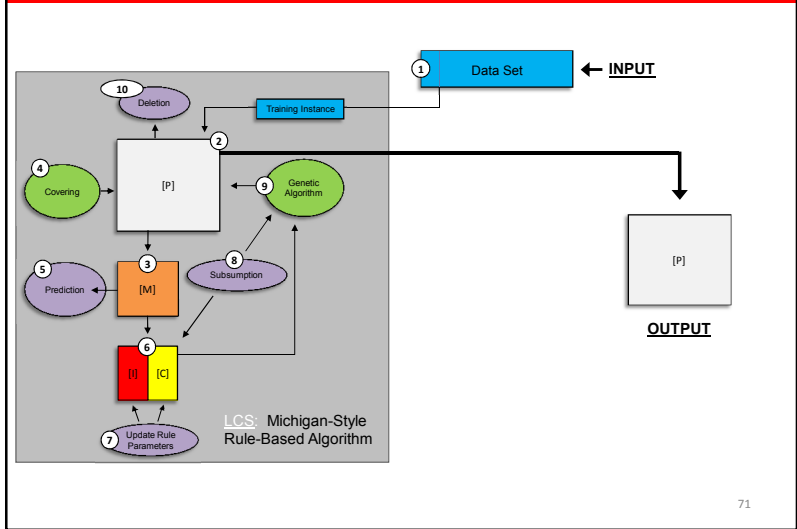 1
Data Set
INPUT
10
Deletion
Training Instance
2
[P]
4
Covering
9
Genetic
Algorithm
3
[M]
5
Prediction
8
Subsumption
[P]
OUTPUT
6
[I]
[C]
7
Update Rule
Parameters
LCS: Michigan-Style
Rule-Based Algorithm
71